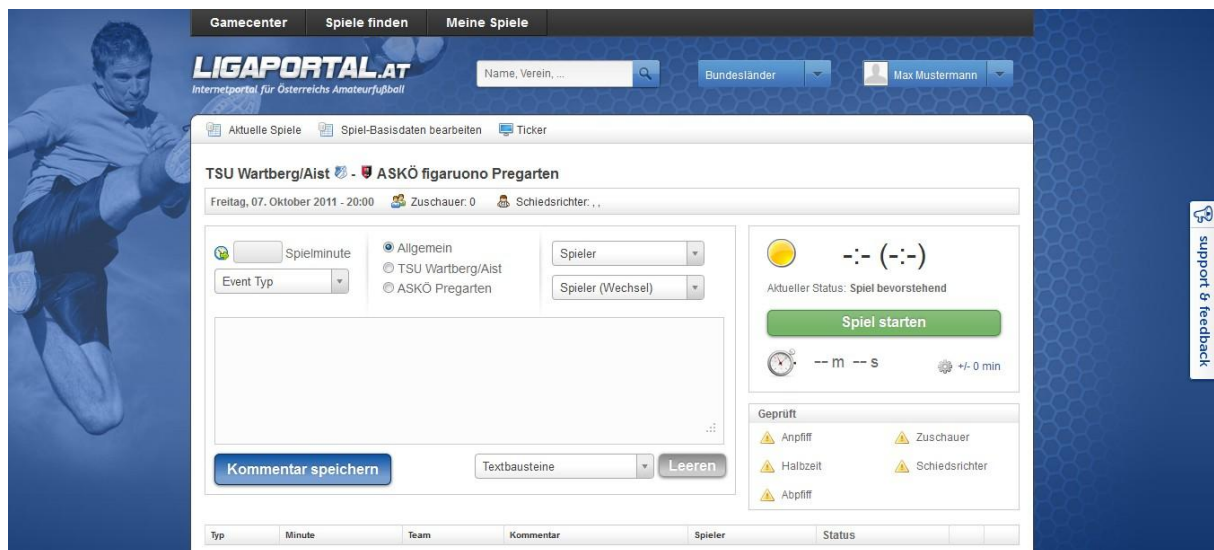 Gamecenter Spiele finden Meine Spiele
LIGAPORTAL.AT
Internetportal für Österreichs Amateurfußball
Name, Verein, ...
Bundesländer
Max Mustermann
Aktuelle Spiele Spiel-Basisdaten bearbeiten Ticker
TSU Wartberg/Aist - ASKÖ figaruono Pregarten
Freitag, 07. Oktober 2011 - 20:00 Zuschauer: 0 Schiedsrichter: , ,
Spielminute
Event Typ
Allgemein
TSU Wartberg/Aist
ASKÖ Pregarten
Spieler
Spieler (Wechsel)
Kommentar speichern
Textbausteine
Leeren
-:- (-:-)
Aktueller Status: Spiel bevorstehend
Spiel starten
-- m -- s
+/- 0 min
Geprüft
Anpfiff Zuschauer
Halbzeit Schiedsrichter
Abpfiff
Typ Minute Team Kommentar Spieler Status
support & feedback